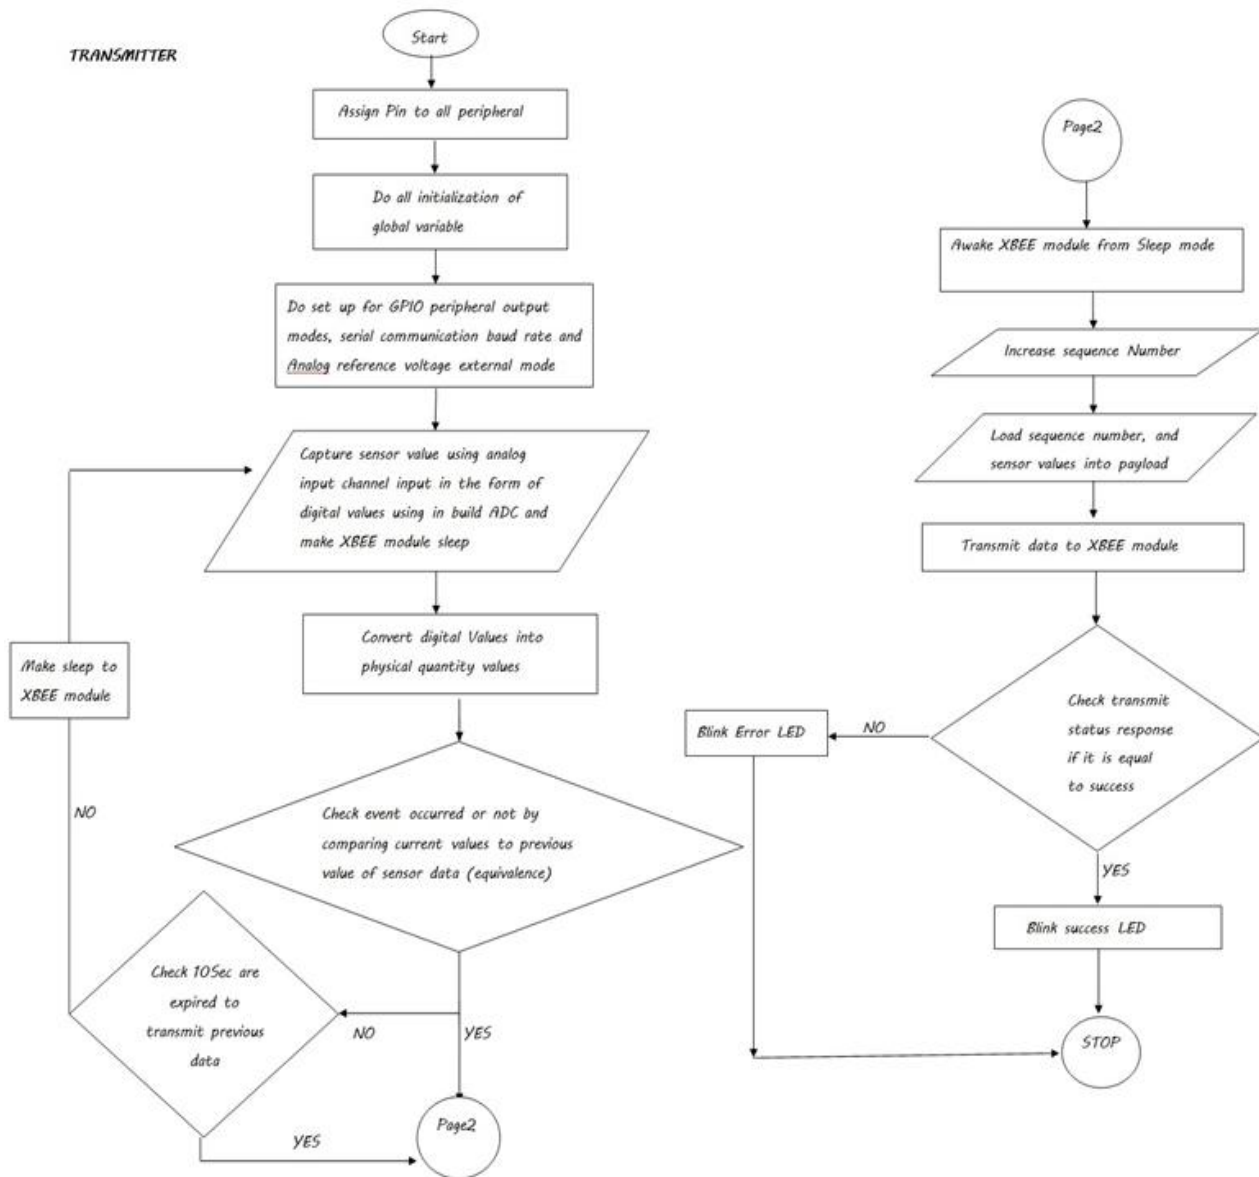 TRANSMITTER
Start
Assign Pin to all peripheral
Do all initialization of
global variable
Do set up for GPIO peripheral output
modes, serial communication baud rate and
Analog reference voltage external mode
Capture sensor value using analog
input channel input in the form of
digital values using in build ADC and
make XBEE module sleep
Convert digital Values into
physical quantity values
Make sleep to
XBEE module
NO
Check event occurred or not by
comparing current values to previous
value of sensor data (equivalence)
Check 10Sec are
expired to
transmit previous
data
NO
YES
YES
Page2
Page2
Awake XBEE module from Sleep mode
Increase sequence Number
Load sequence number, and
sensor values into payload
Transmit data to XBEE module
Check transmit
status response
if it is equal
to success
NO
Blink Error LED
YES
Blink success LED
STOP